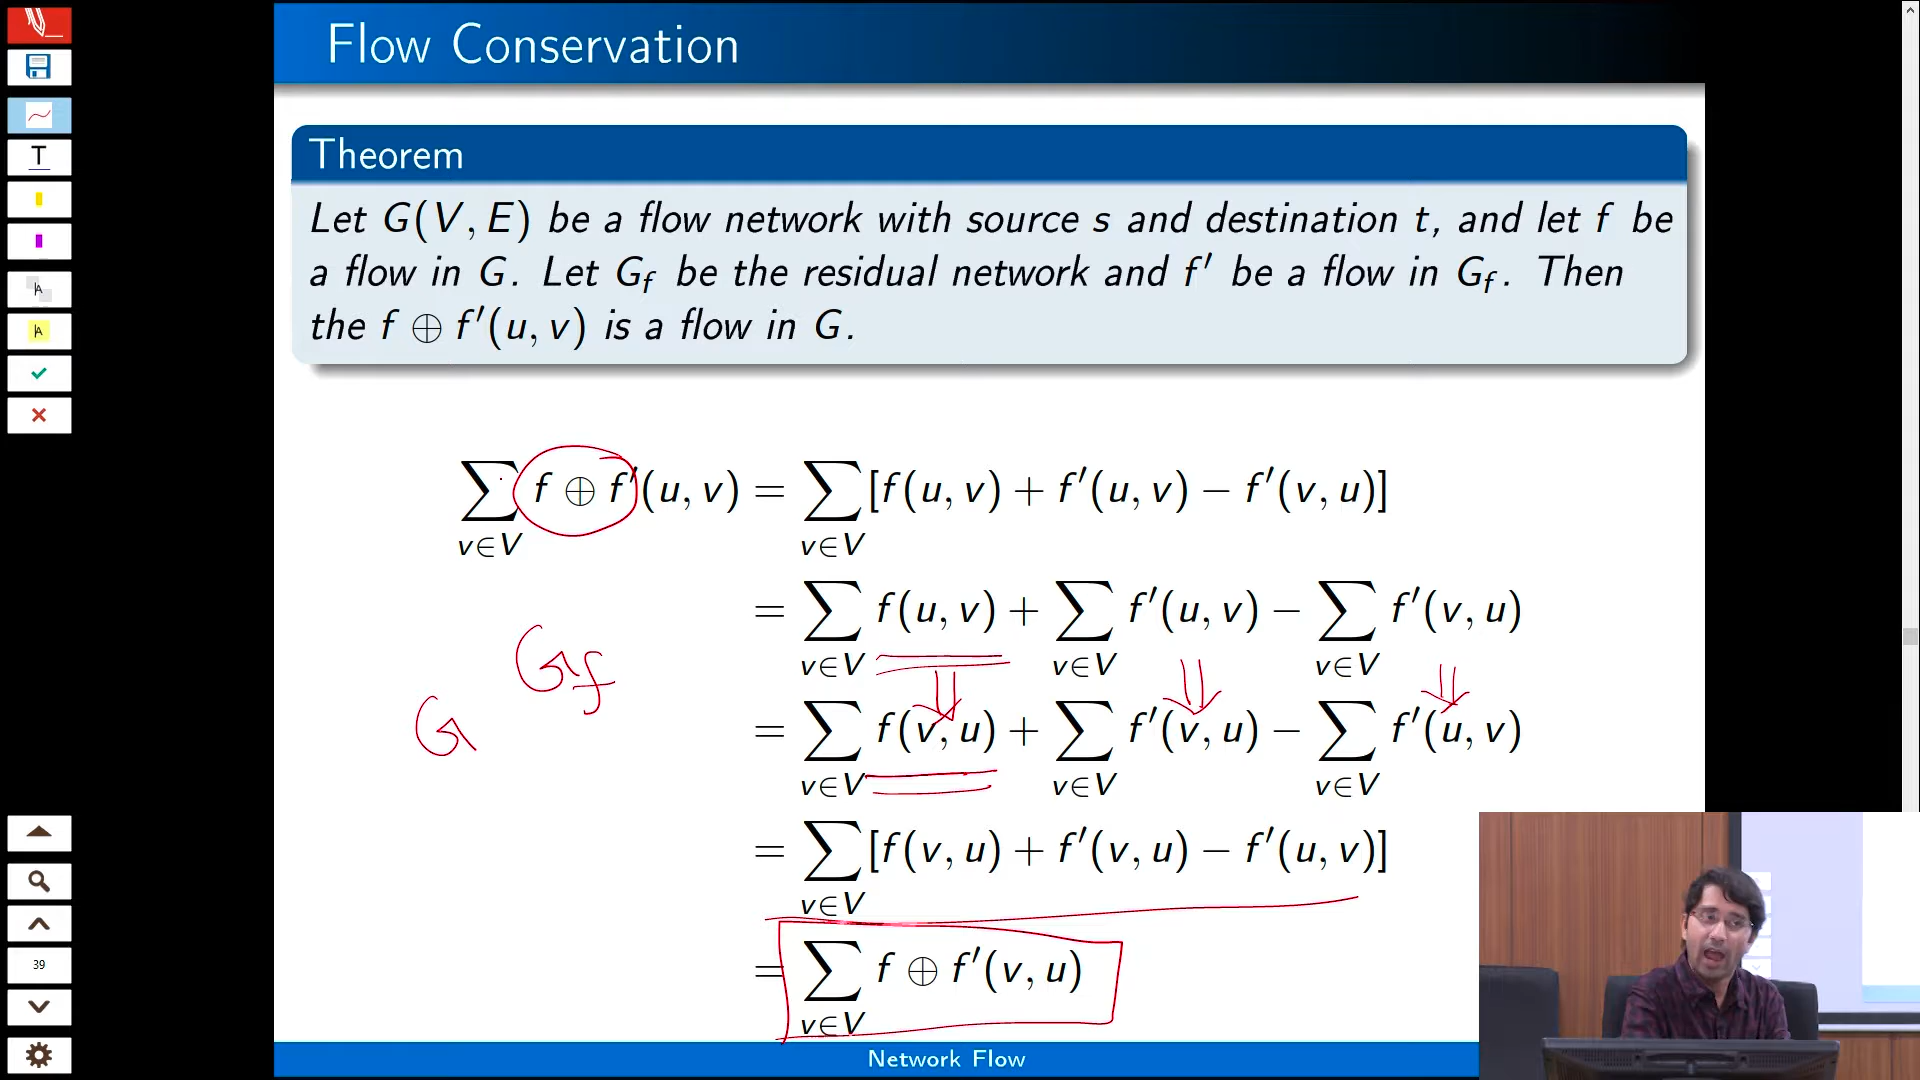 Flow Conservation
Theorem
Let G(V, E) be a flow network with source s and destination t, and let f be
a flow in G. Let G_f be the residual network and f′ be a flow in G_f. Then
the f ⊕ f′(u, v) is a flow in G.
∑_{v∈V} f ⊕ f′(u, v) = ∑_{v∈V} [f(u, v) + f′(u, v) − f′(v, u)]
= ∑_{v∈V} f(u, v) + ∑_{v∈V} f′(u, v) − ∑_{v∈V} f′(v, u)
G_f
= ∑_{v∈V} f(v, u) + ∑_{v∈V} f′(v, u) − ∑_{v∈V} f′(u, v)
G
= ∑_{v∈V} [f(v, u) + f′(v, u) − f′(u, v)]
= ∑_{v∈V} f ⊕ f′(v, u)
Network Flow
T
A
A
39